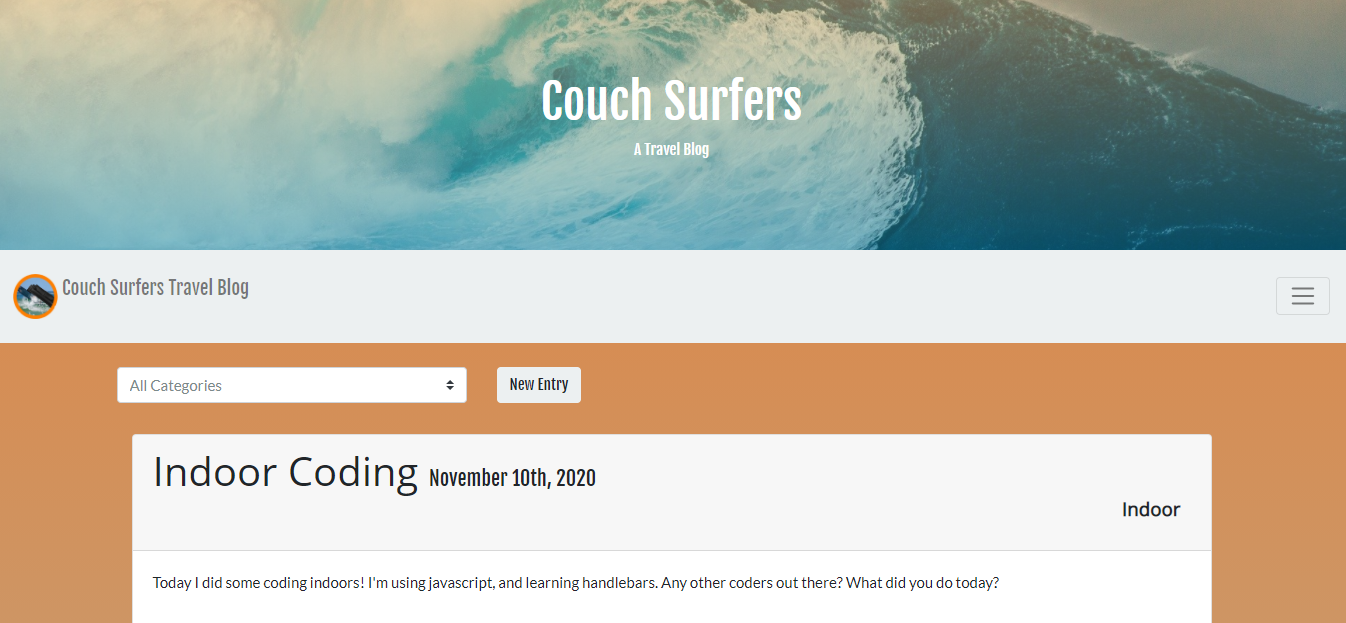 Couch Surfers
A Travel Blog
Couch Surfers Travel Blog
All Categories
New Entry
Indoor Coding November 10th, 2020
Indoor
Today I did some coding indoors! I'm using javascript, and learning handlebars. Any other coders out there? What did you do today?